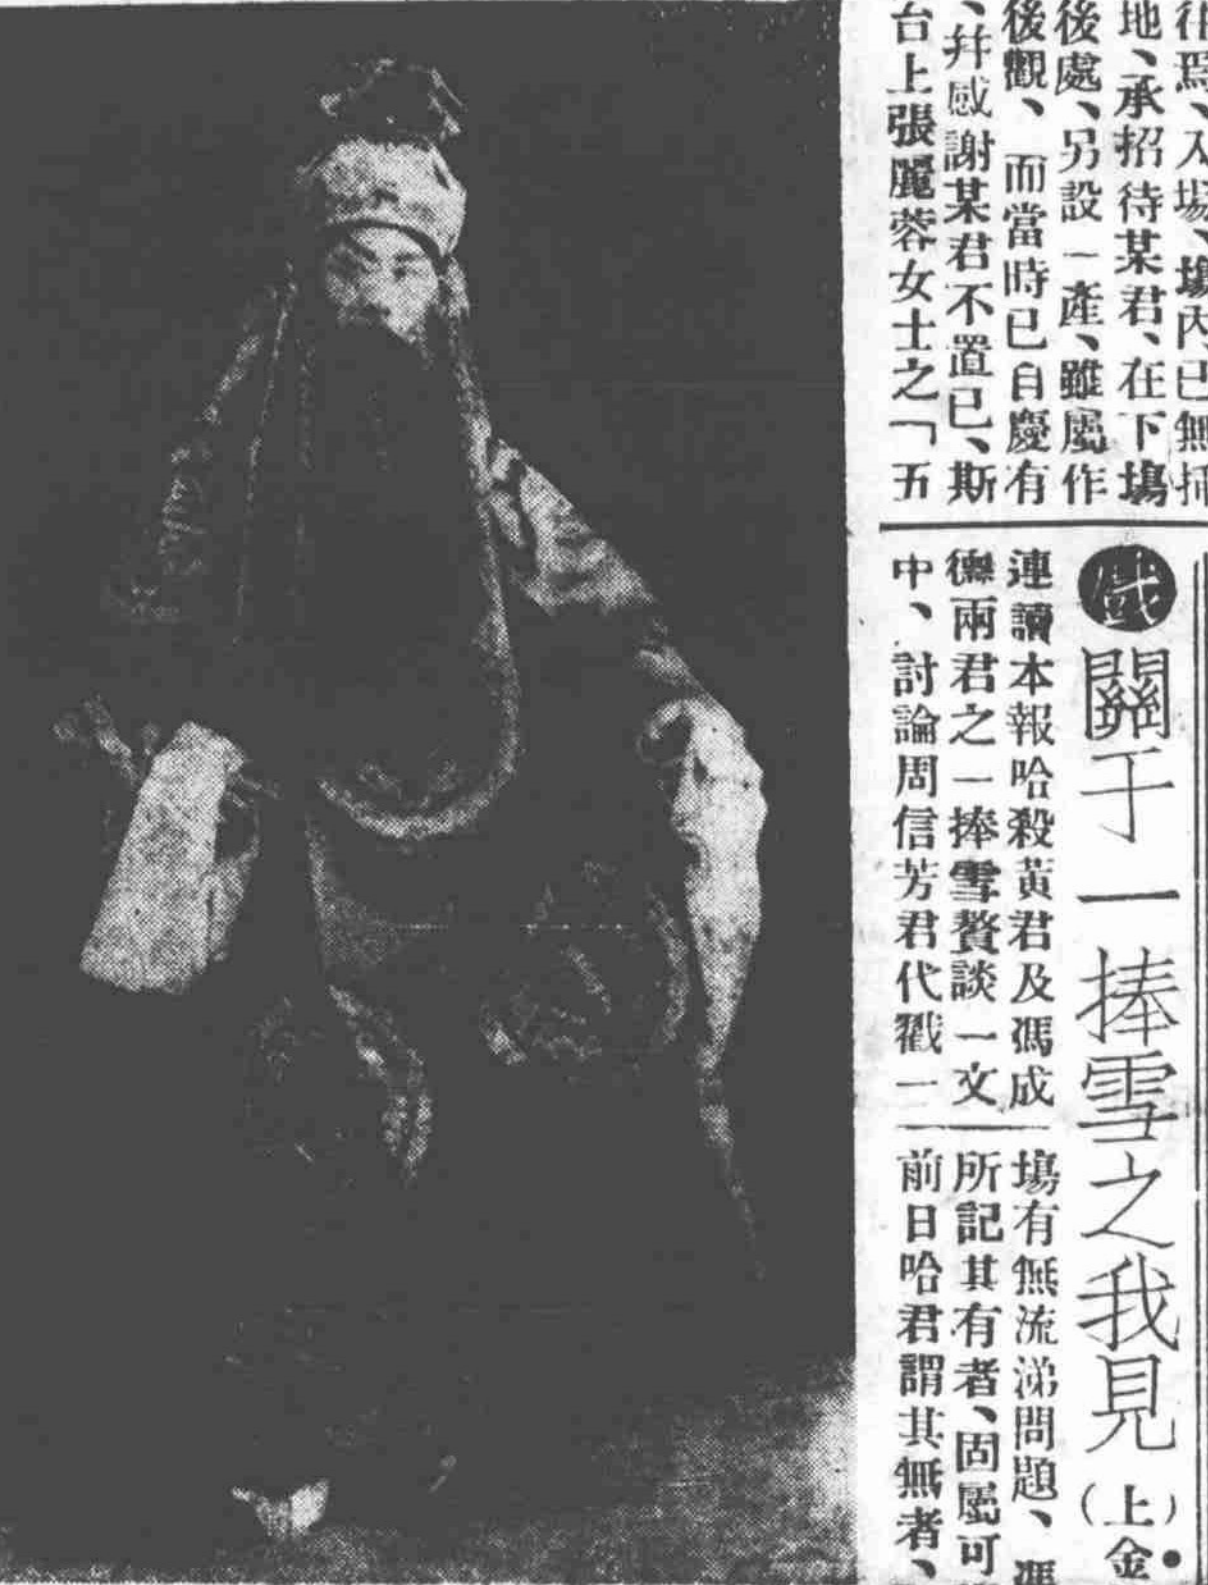 往焉、入場、場內已無插
地、承招待某君、在下場
後處、另設一產、雖屬作
後觀、而當時已自慶有
、幷感謝某君不置已、斯
台上張麗蓉女士之「五
戲
關于一捧雪之我見(上)
●金
連讀本報哈殺黃君及馮成
德兩君之一捧雪贅談一文
中、討論周信芳君代戳一
場有無流涕問題、馮
所記其有者、固屬可
前日哈君謂其無者、